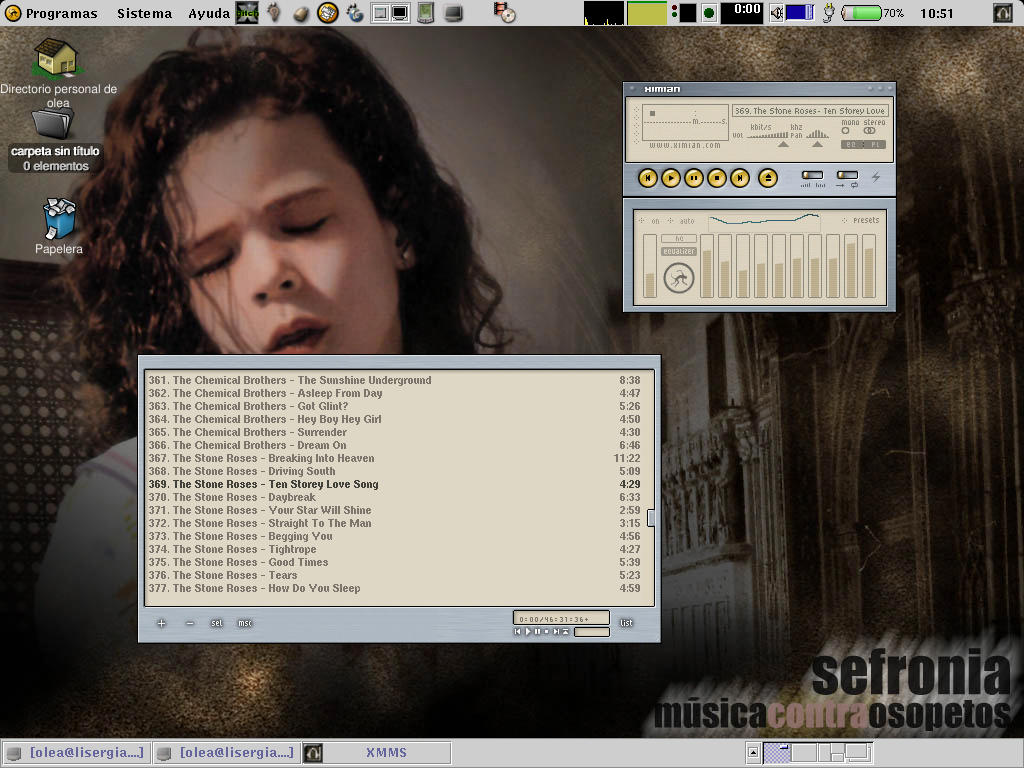 Programas Sistema Ayuda 0:00 70% 10:51
Directorio personal de
olea
carpeta sin título
0 elementos
Papelera
XIMIAN
369. The Stone Roses- Ten Storey Love
m. s.
kbit/s khz mono stereo
vol pan
www.ximian.com
EQ PL
on auto Presets
equalizer
361. The Chemical Brothers - The Sunshine Underground 8:38
362. The Chemical Brothers - Asleep From Day 4:47
363. The Chemical Brothers - Got Glint? 5:26
364. The Chemical Brothers - Hey Boy Hey Girl 4:50
365. The Chemical Brothers - Surrender 4:30
366. The Chemical Brothers - Dream On 6:46
367. The Stone Roses - Breaking Into Heaven 11:22
368. The Stone Roses - Driving South 5:09
369. The Stone Roses - Ten Storey Love Song 4:29
370. The Stone Roses - Daybreak 6:33
371. The Stone Roses - Your Star Will Shine 2:59
372. The Stone Roses - Straight To The Man 3:15
373. The Stone Roses - Begging You 4:56
374. The Stone Roses - Tightrope 4:27
375. The Stone Roses - Good Times 5:39
376. The Stone Roses - Tears 5:23
377. The Stone Roses - How Do You Sleep 4:59
+ - sel msc 0:00/46:31:36+ list
sefronia
músicacontraosopetos
[olea@lisergia....] [olea@lisergia....] XMMS